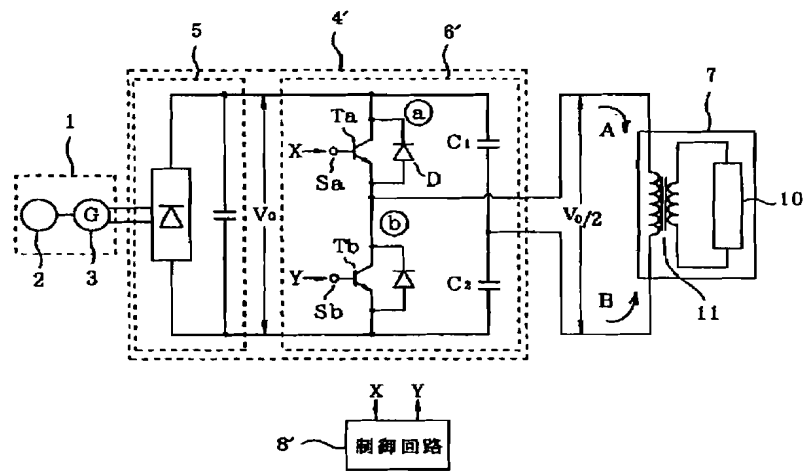 4′
5
6′
7
1
Ta
a
C₁
A
X
Sa
D
G
V₀
V₀/2
10
2
3
b
Tb
Y
Sb
C₂
B
11
X
Y
8′
制御回路